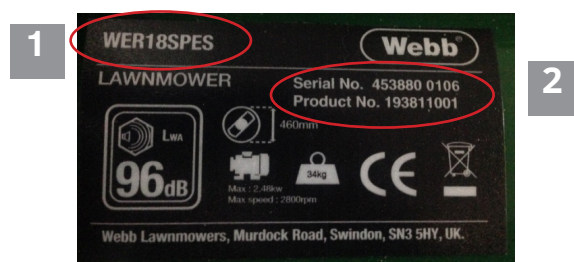 1
WER18SPES
Webb
LAWNMOWER
Serial No. 453880 0106
Product No. 193811001
2
LWA
460mm
96dB
34kg
CE
Max : 2.48kw
Max speed : 2800rpm
Webb Lawnmowers, Murdock Road, Swindon, SN3 5HY, UK.